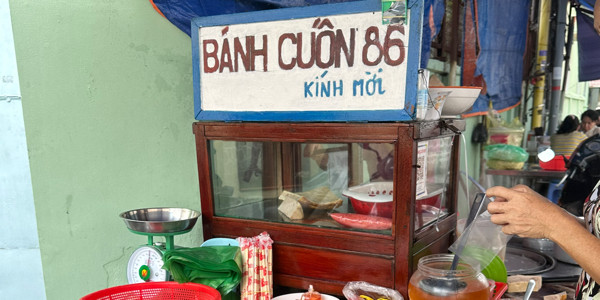 BÁNH CUỐN 86
KÍNH MỜI